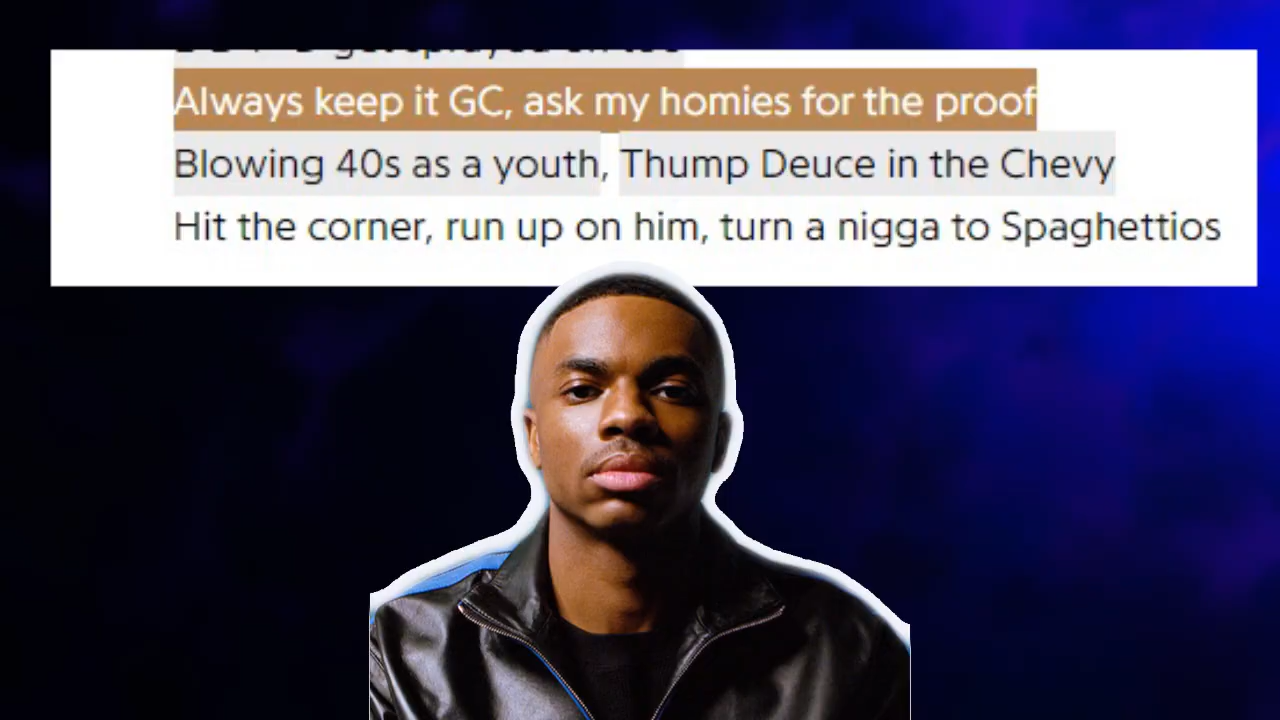 Always keep it GC, ask my homies for the proof
Blowing 40s as a youth, Thump Deuce in the Chevy
Hit the corner, run up on him, turn a nigga to Spaghettios